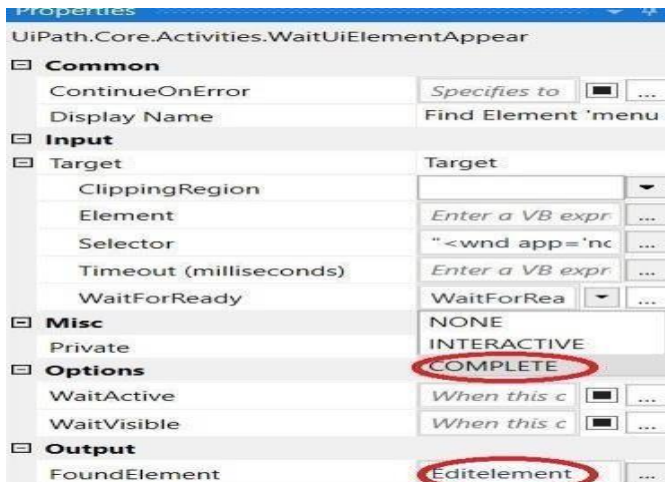 Properties
UiPath.Core.Activities.WaitUiElementAppear
Common
ContinueOnError Specifies to ...
Display Name Find Element 'menu
Input
Target Target
ClippingRegion
Element Enter a VB expr ...
Selector "<wnd app='nc ...
Timeout (milliseconds) Enter a VB expr ...
WaitForReady WaitForRea ...
NONE
Misc
INTERACTIVE
Private
COMPLETE
Options
WaitActive When this c ...
WaitVisible When this c ...
Output
FoundElement Editelement ...